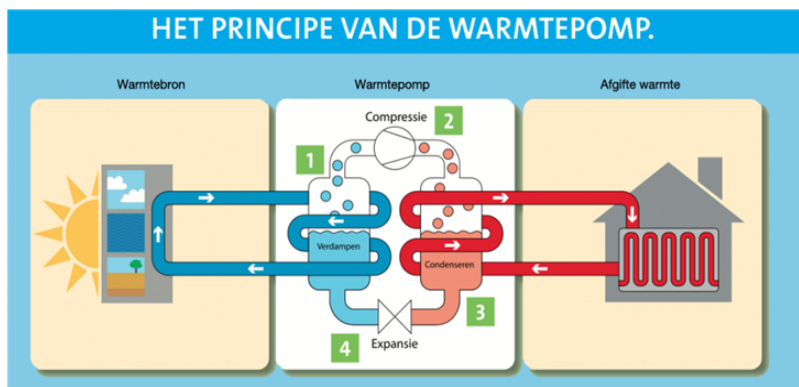 HET PRINCIPE VAN DE WARMTEPOMP.
Warmtebron
Warmtepomp
Afgifte warmte
Compressie
2
1
Verdampen
Condenseren
3
4
Expansie